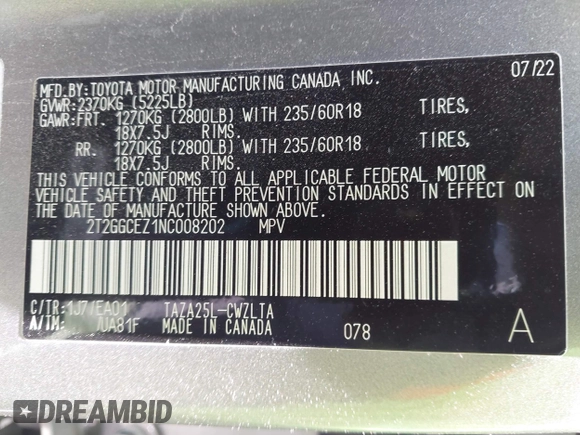 MFD.BY:TOYOTA MOTOR MANUFACTURING CANADA INC. 07/22
GVWR:2370KG (5225LB)
GAWR:FRT. 1270KG (2800LB) WITH 235/60R18 TIRES,
18X7.5J RIMS.
RR. 1270KG (2800LB) WITH 235/60R18 TIRES,
18X7.5J RIMS.
THIS VEHICLE CONFORMS TO ALL APPLICABLE FEDERAL MOTOR
VEHICLE SAFETY AND THEFT PREVENTION STANDARDS IN EFFECT ON
THE DATE OF MANUFACTURE SHOWN ABOVE.
2T2GGCEZ1NC008202 MPV
C/TR:1J7/EA01 TAZA25L-CWZLTA
A/TM: /UA81F MADE IN CANADA 078 A
DREAMBID